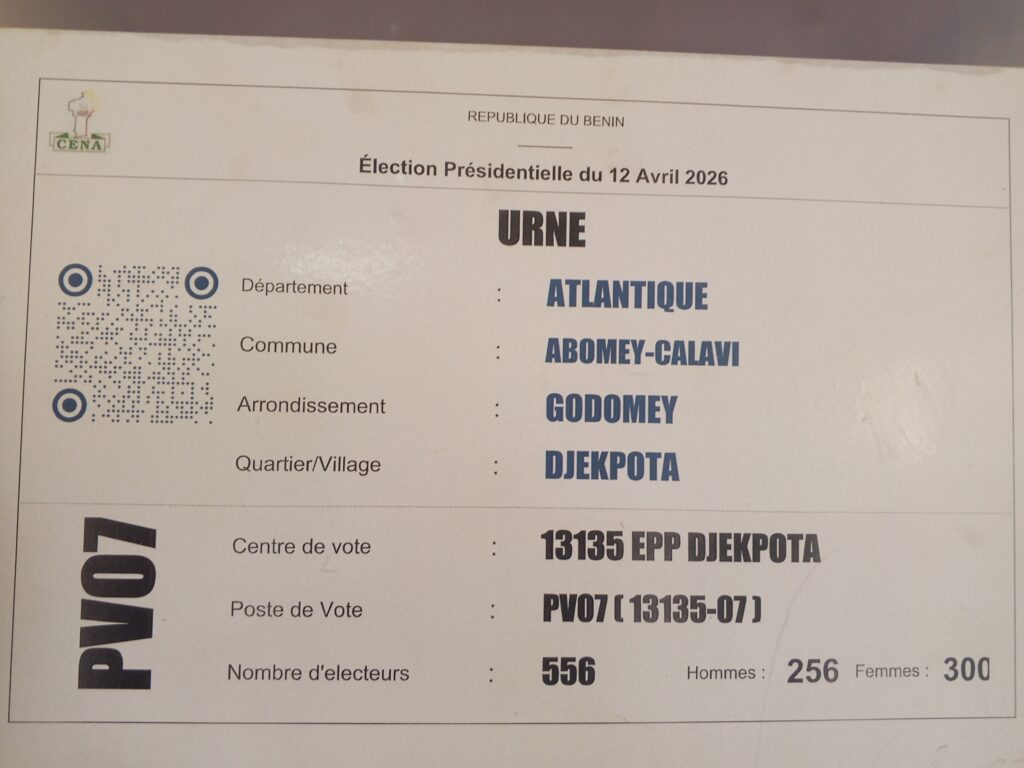 CENA
REPUBLIQUE DU BENIN
Élection Présidentielle du 12 Avril 2026
URNE
Département : ATLANTIQUE
Commune : ABOMEY-CALAVI
Arrondissement : GODOMEY
Quartier/Village : DJEKPOTA
PV07
Centre de vote : 13135 EPP DJEKPOTA
Poste de Vote : PV07 ( 13135-07 )
Nombre d'electeurs : 556 Hommes : 256 Femmes : 300